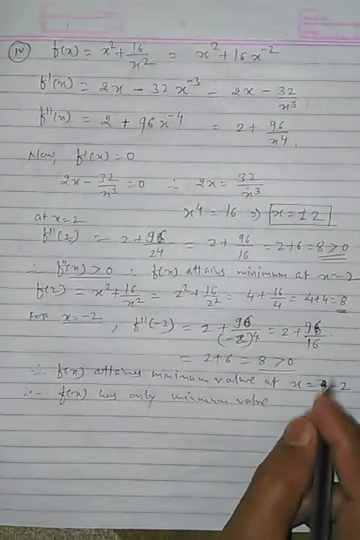 (iv) f(x) = x² + 16/x² = x² + 16x⁻²
f'(x) = 2x - 32x⁻³ = 2x - 32/x³
f"(x) = 2 + 96x⁻⁴ = 2 + 96/x⁴.
Now, f'(x) = 0
2x - 32/x³ = 0 ∴ 2x = 32/x³
x⁴ = 16 ⇒ x = ±2
at x = 2
f"(2) = 2 + 96/2⁴ = 2 + 96/16 = 2+6 = 8 > 0
∴ f"(x) > 0 ∴ f(x) attains minimum at x = 2
f(2) = x² + 16/x² = 2² + 16/2² = 4 + 16/4 = 4+4 = 8
For x = -2, f"(-2) = 2 + 96/(-2)⁴ = 2 + 96/16
= 2+6 = 8 > 0
∴ f(x) attains minimum value at x = -2
∴ f(x) has only minimum value